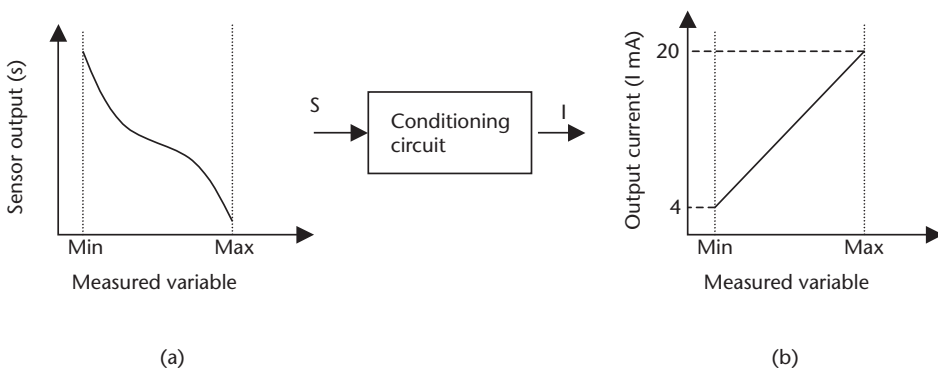 Sensor output (s)
Min
Max
Measured variable
(a)
S
Conditioning
circuit
I
Output current (I mA)
20
4
Min
Max
Measured variable
(b)